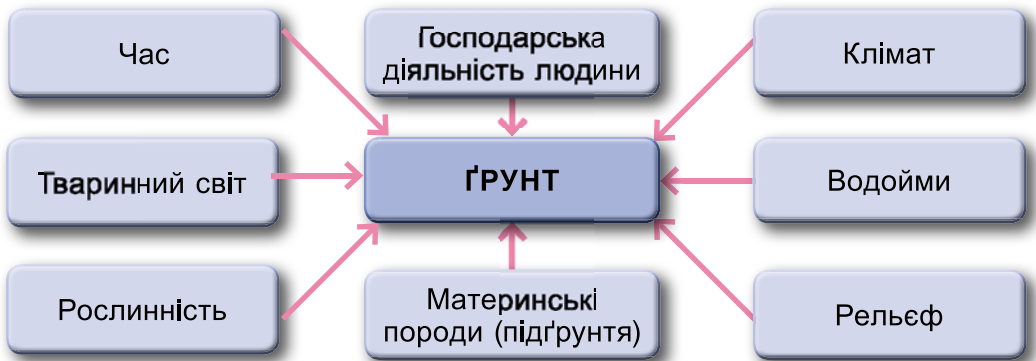 Час
Господарська
діяльність людини
Клімат
Тваринний світ
ҐРУНТ
Водойми
Рослинність
Материнські
породи (підґрунтя)
Рельєф